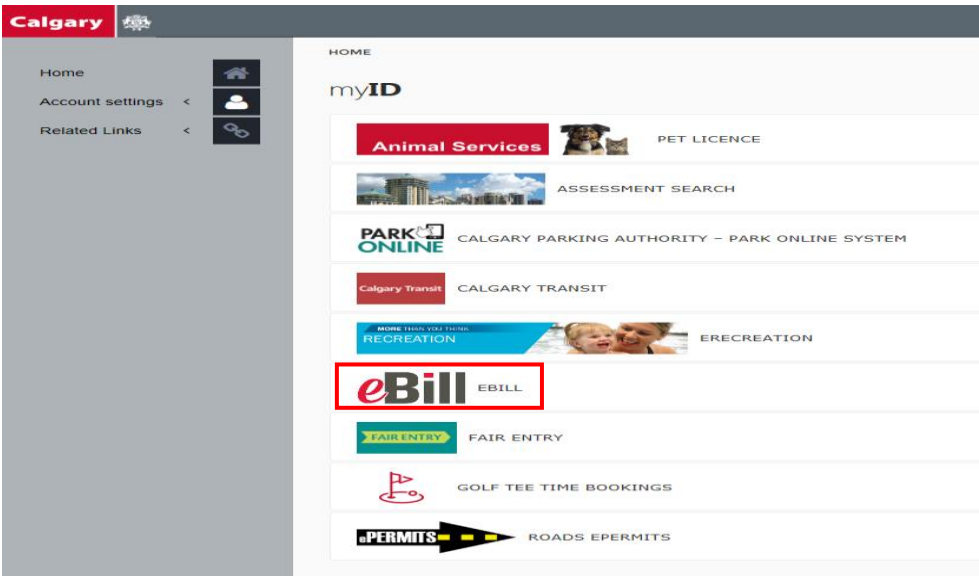 Calgary
Home
Account settings <
Related Links <
HOME
myID
Animal Services PET LICENCE
ASSESSMENT SEARCH
PARK ONLINE CALGARY PARKING AUTHORITY – PARK ONLINE SYSTEM
Calgary Transit CALGARY TRANSIT
MORE THAN YOU THINK
RECREATION ERECREATION
eBill EBILL
FAIR ENTRY FAIR ENTRY
GOLF TEE TIME BOOKINGS
ePERMITS ROADS EPERMITS